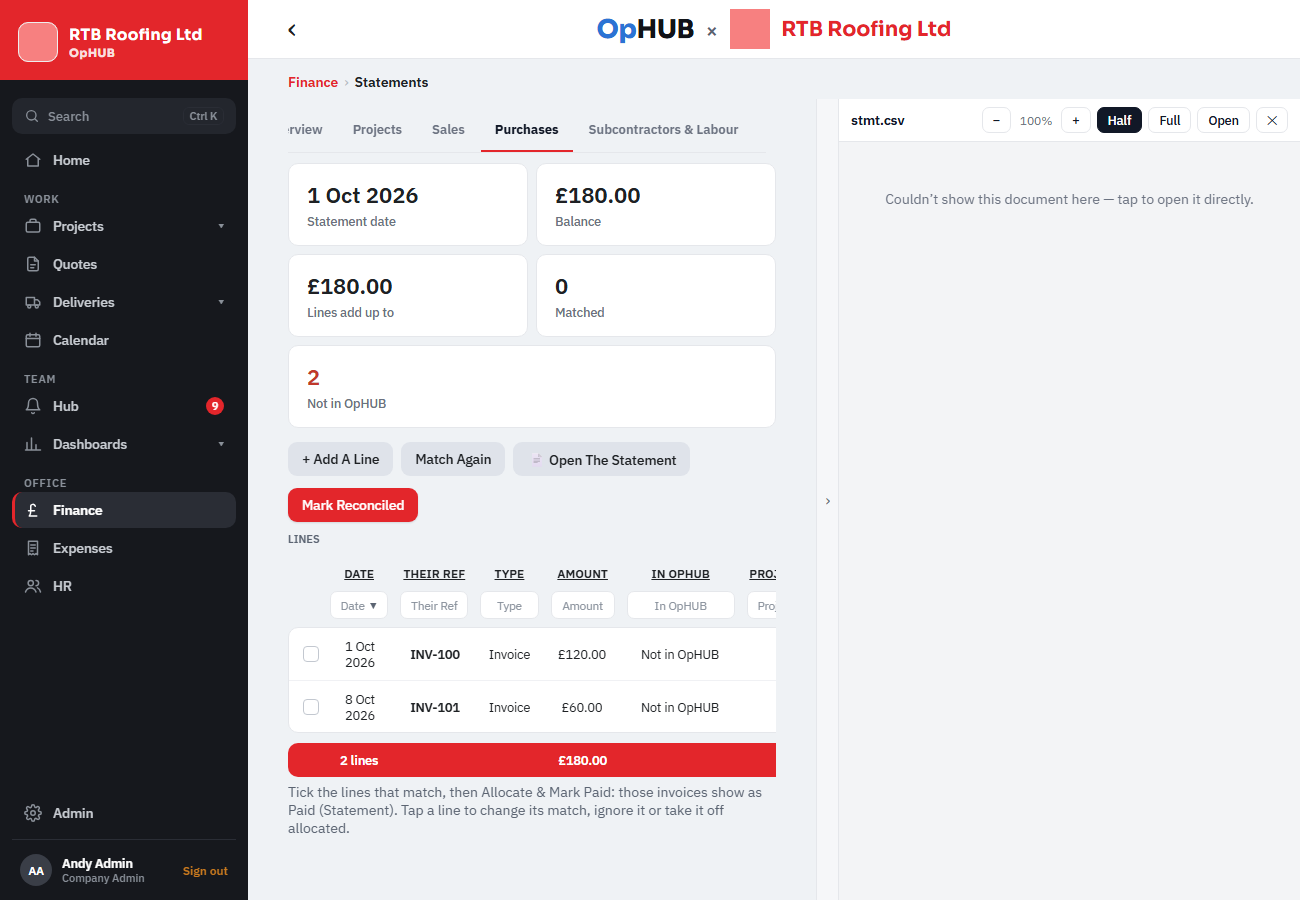 RTB Roofing Ltd
OpHUB
Search
Ctrl K
Home
WORK
Projects
Quotes
Deliveries
Calendar
TEAM
Hub
9
Dashboards
OFFICE
Finance
Expenses
HR
Admin
AA
Andy Admin
Company Admin
Sign out
OpHUB × RTB Roofing Ltd
Finance › Statements
rview
Projects
Sales
Purchases
Subcontractors & Labour
1 Oct 2026
Statement date
£180.00
Balance
£180.00
Lines add up to
0
Matched
2
Not in OpHUB
+ Add A Line
Match Again
Open The Statement
Mark Reconciled
LINES
DATE THEIR REF TYPE AMOUNT IN OPHUB PROJ
Date ▼ Their Ref Type Amount In OpHUB Proj
1 Oct 2026 INV-100 Invoice £120.00 Not in OpHUB
8 Oct 2026 INV-101 Invoice £60.00 Not in OpHUB
2 lines £180.00
Tick the lines that match, then Allocate & Mark Paid: those invoices show as
Paid (Statement). Tap a line to change its match, ignore it or take it off
allocated.
stmt.csv
− 100% + Half Full Open ×
Couldn’t show this document here — tap to open it directly.